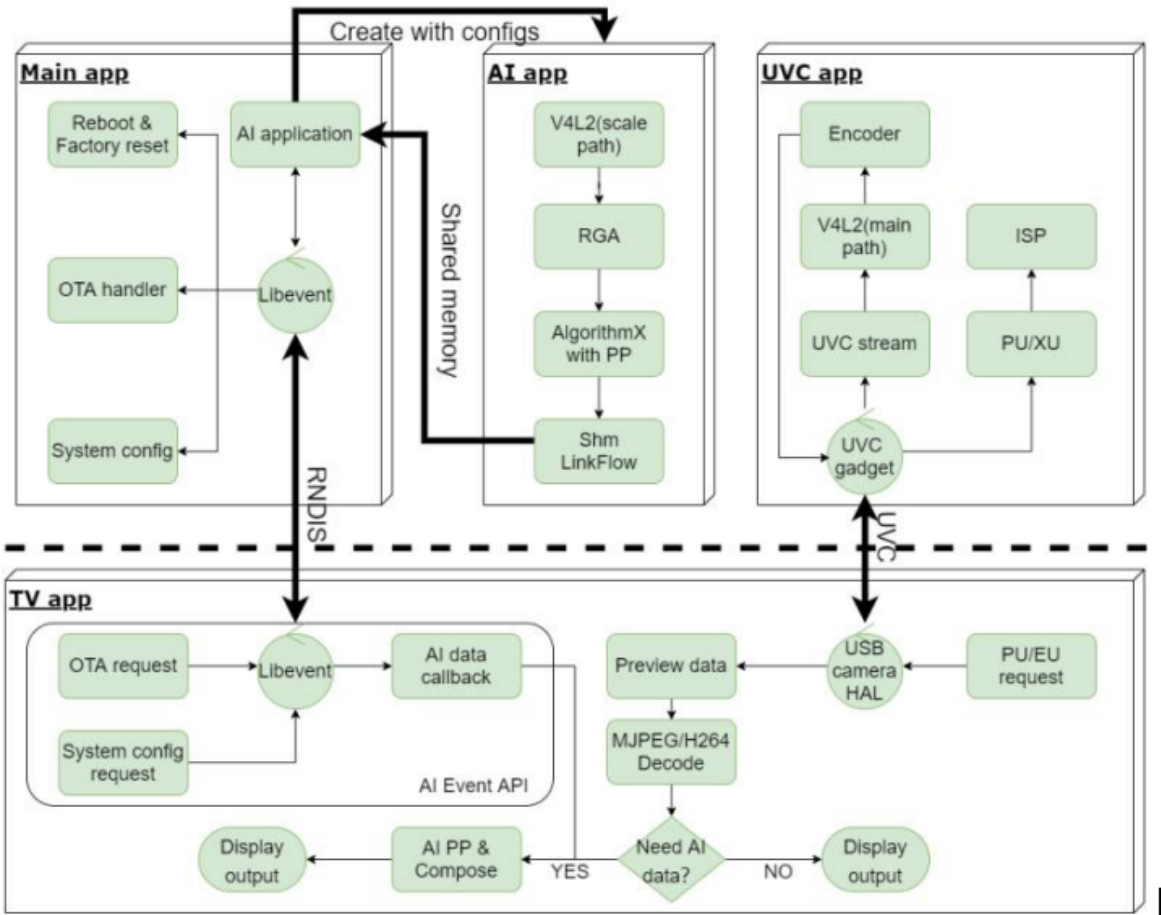 Create with configs
Main app
Reboot &
Factory reset
AI application
OTA handler
Libevent
System config
Shared memory
RNDIS
AI app
V4L2(scale
path)
RGA
AlgorithmX
with PP
Shm
LinkFlow
UVC app
Encoder
V4L2(main
path)
ISP
UVC stream
PU/XU
UVC
gadget
UVC
TV app
OTA request
Libevent
AI data
callback
System config
request
AI Event API
Preview data
USB
camera
HAL
PU/EU
request
MJPEG/H264
Decode
Display
output
AI PP &
Compose
YES
Need AI
data?
NO
Display
output